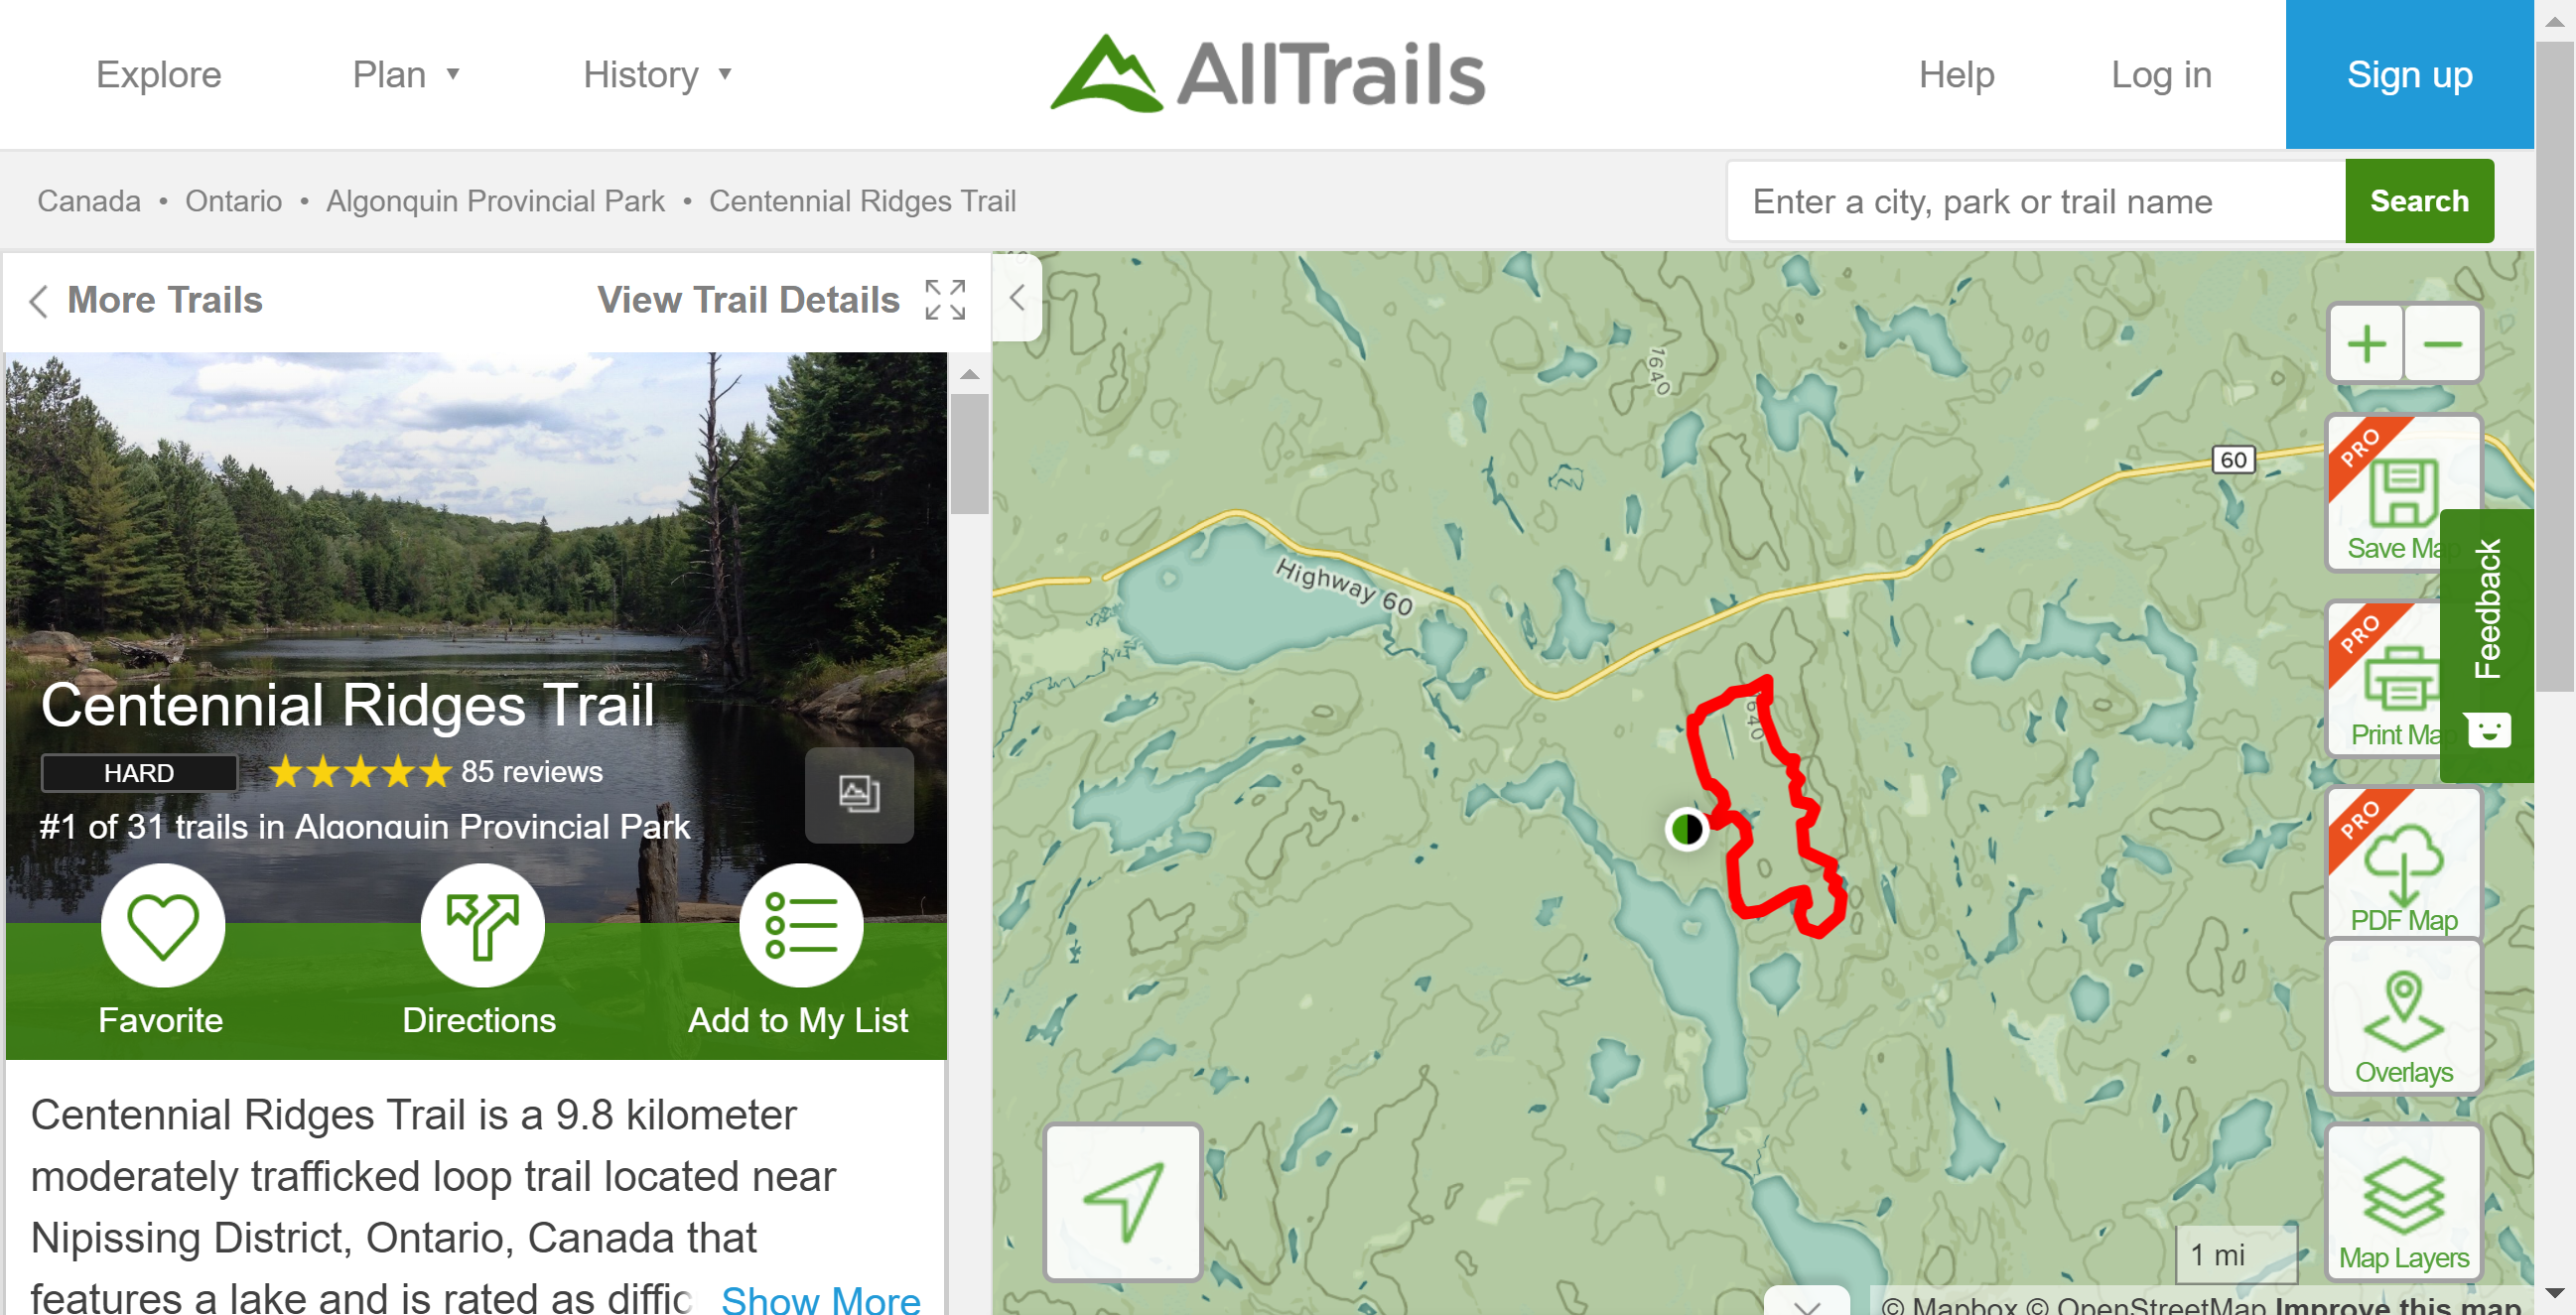 Explore
Plan
History
AllTrails
Help
Log in
Sign up
Canada • Ontario • Algonquin Provincial Park • Centennial Ridges Trail
Enter a city, park or trail name
Search
More Trails
View Trail Details
Centennial Ridges Trail
HARD
85 reviews
#1 of 31 trails in Algonquin Provincial Park
Favorite
Directions
Add to My List
Centennial Ridges Trail is a 9.8 kilometer
moderately trafficked loop trail located near
Nipissing District, Ontario, Canada that
features a lake and is rated as diffic
Show More
1640
60
Highway 60
640
PRO
Save Map
PRO
Print Map
Feedback
PRO
PDF Map
Overlays
Map Layers
1 mi
© Mapbox © OpenStreetMap Improve this map